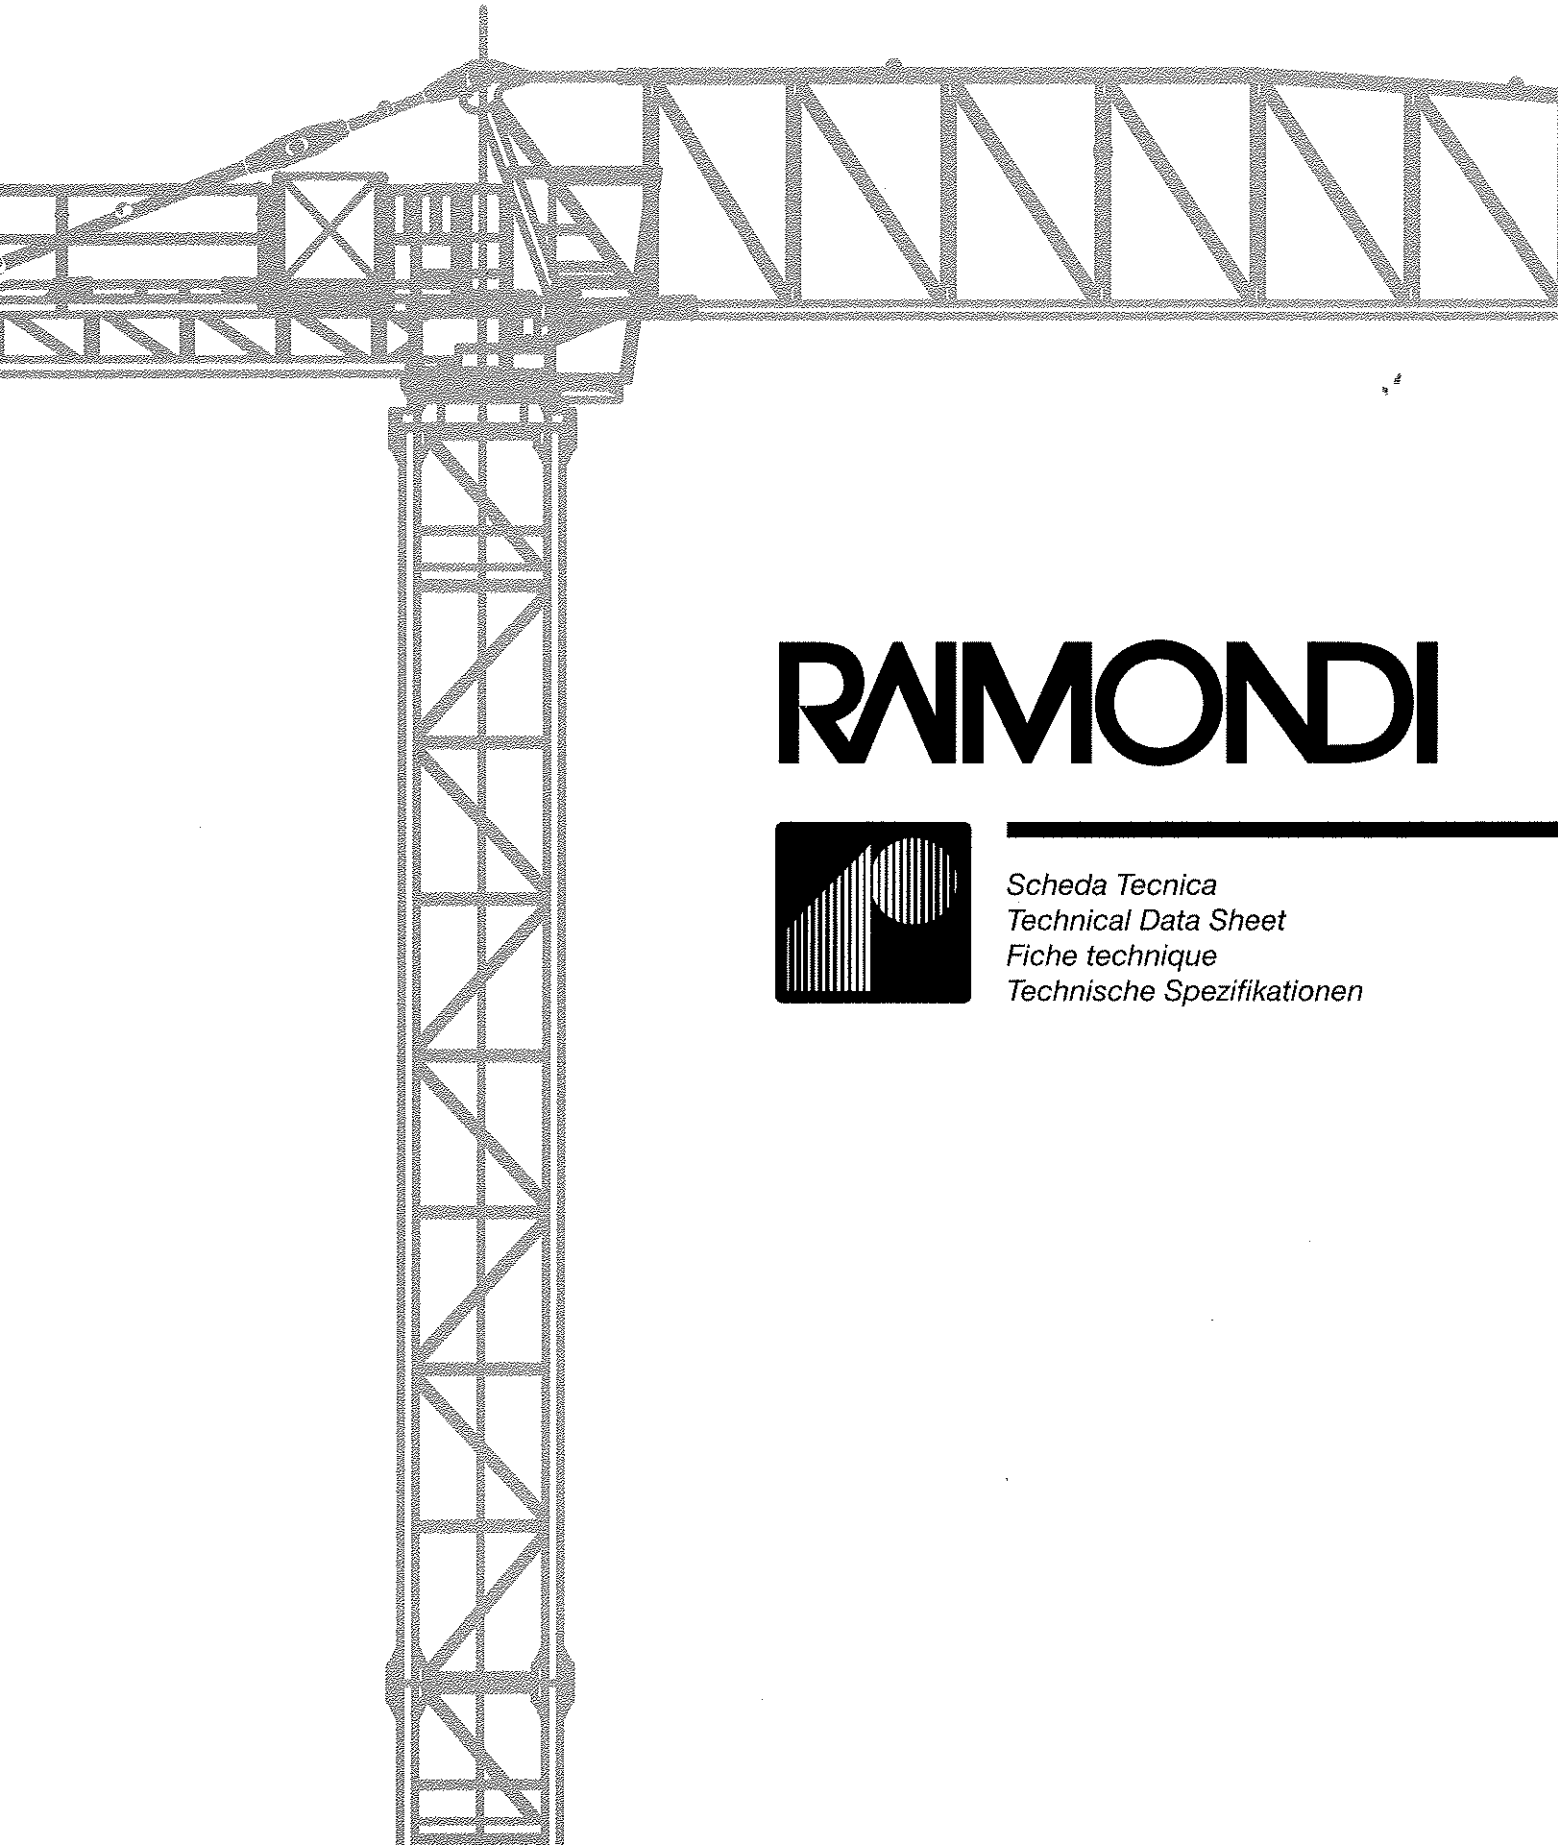 RAIMONDI
Scheda Tecnica
Technical Data Sheet
Fiche technique
Technische Spezifikationen